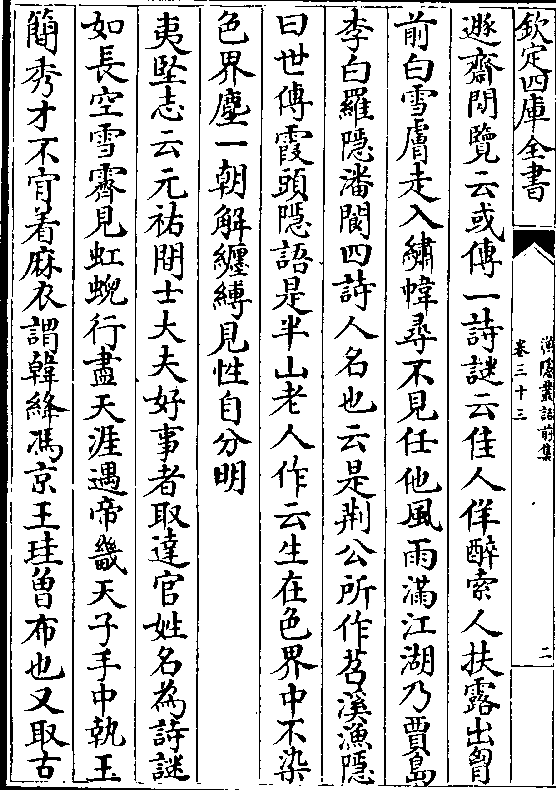 欽定四庫全書
漁隱叢話前集
卷三十三
二
遯齋閒覽云或傳一詩謎云佳人佯醉索人扶露出胷
前白雪膚走入繡幃尋不見任他風雨滿江湖乃賈島
李白羅隱潘閬四詩人名也云是荆公所作苕溪漁隱
曰世傳霞頭隱語是半山老人作云生在色界中不染
色界塵一朝解纏縛見性自分明
夷堅志云元祐間士大夫好事者取達官姓名為詩謎
如長空雪霽見虹蜺行盡天涯遇帝畿天子手中執玉
簡秀才不肎着麻衣謂韓絳馮京王珪曽布也又取古